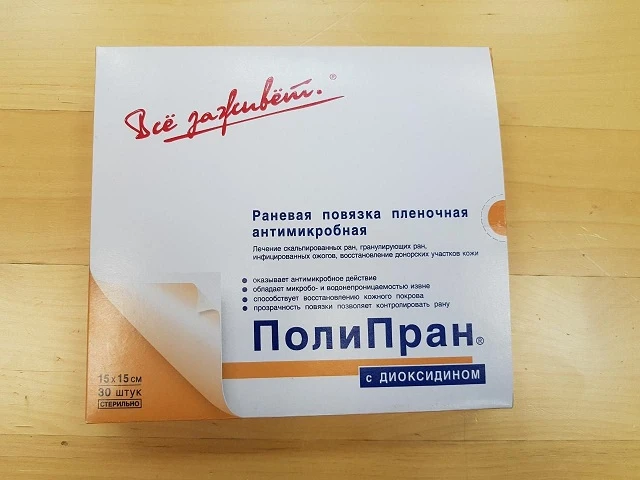 Всё заживёт.®
Раневая повязка пленочная
антимикробная
Лечение скальпированных ран, гранулирующих ран,
инфицированных ожогов, восстановление донорских участков кожи
• оказывает антимикробное действие
• обладает микробо- и водонепроницаемостью извне
• способствует восстановлению кожного покрова
• прозрачность повязки позволяет контролировать рану
ПолиПран®
с диоксидином
15х15 см
30 штук
СТЕРИЛЬНО